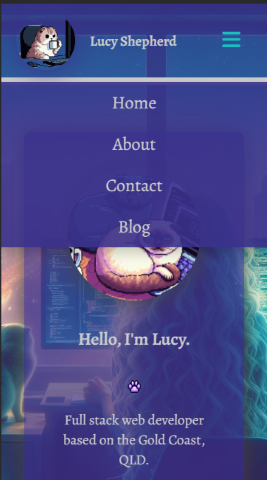 Lucy Shepherd
Home
About
Contact
Blog
Hello, I'm Lucy.
Full stack web developer
based on the Gold Coast,
QLD.